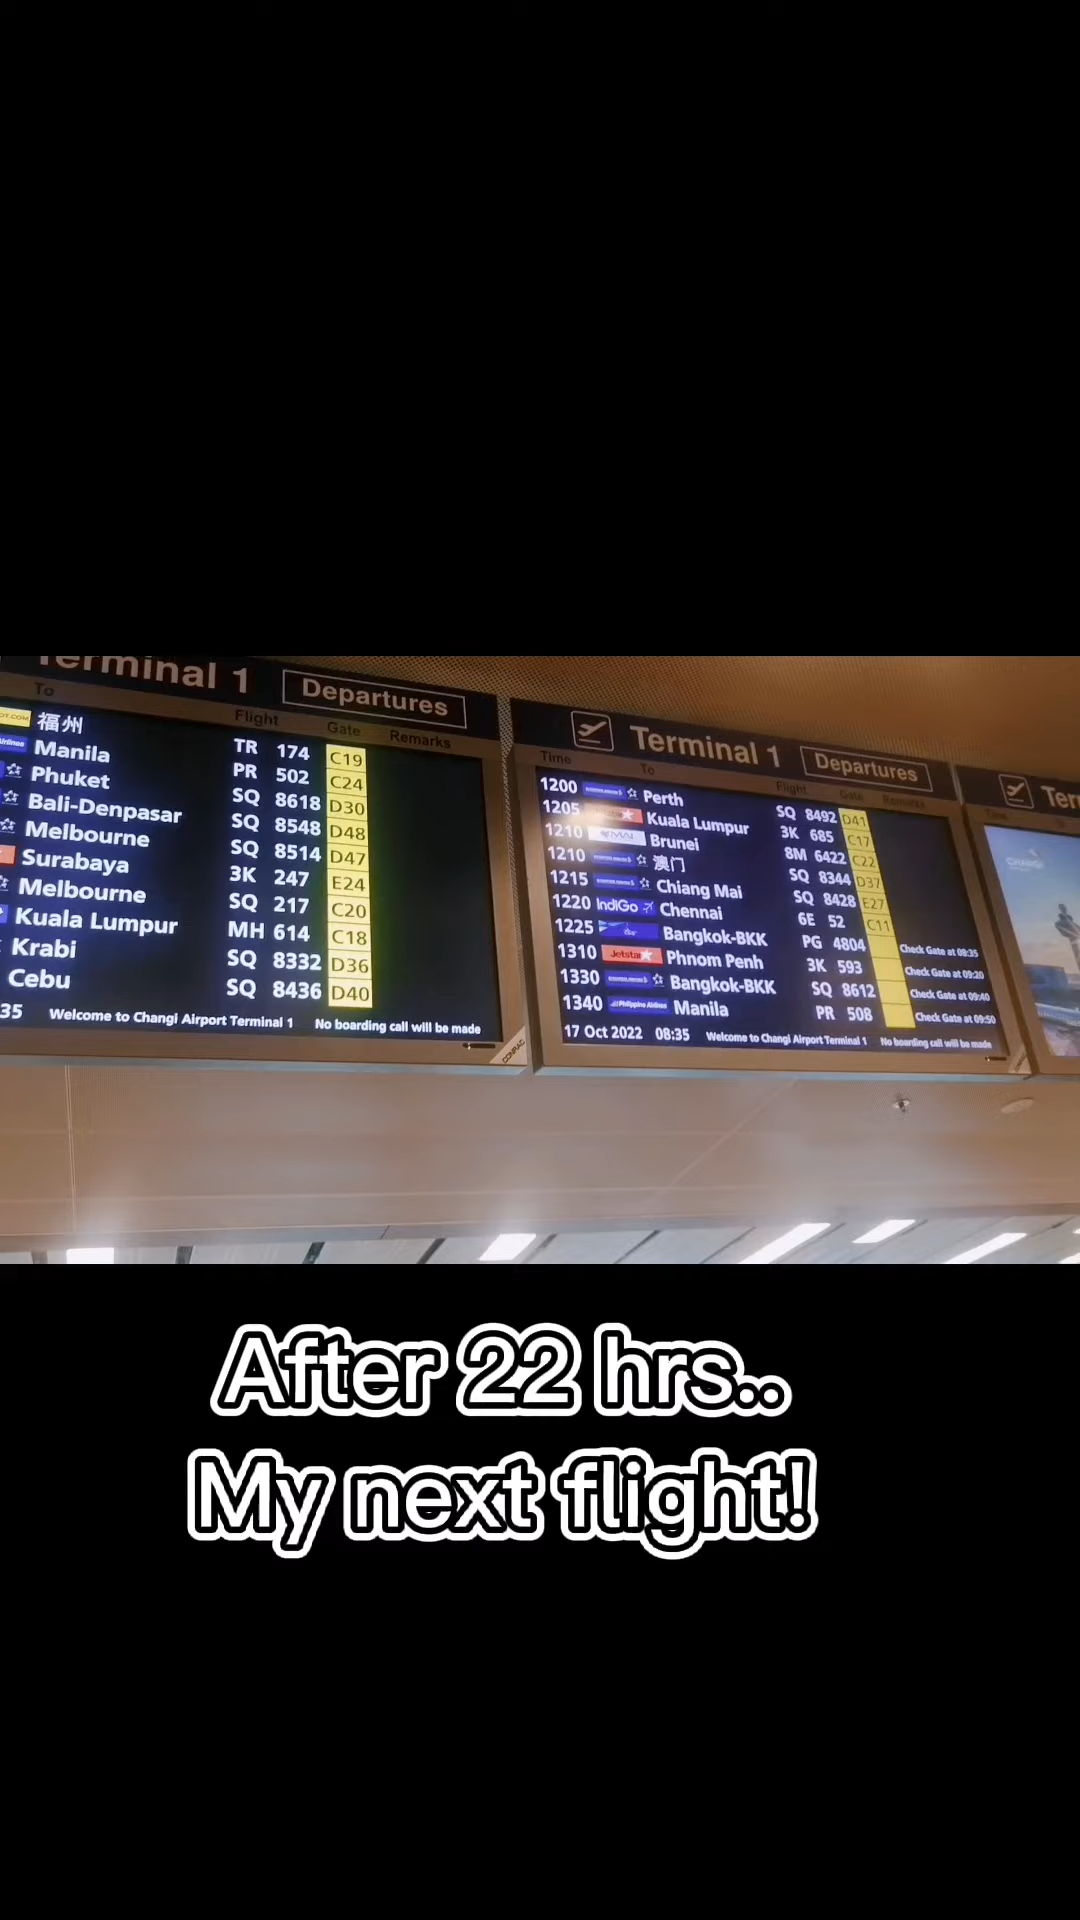 Terminal 1 Departures
To Flight Gate Remarks
福州 TR 174 C19
Manila PR 502 C24
Phuket SQ 8618 D30
Bali-Denpasar SQ 8548 D48
Melbourne SQ 8514 D47
Surabaya 3K 247 E24
Melbourne SQ 217 C20
Kuala Lumpur MH 614 C18
Krabi SQ 8332 D36
Cebu SQ 8436 D40
35 Welcome to Changi Airport Terminal 1 No boarding call will be made
CONRAC
Terminal 1 Departures
Time To Flight Gate Remarks
1200 Perth SQ 8492 D41
1205 Kuala Lumpur 3K 685 C17
1210 Brunei 8M 6422 C22
1210 澳门 SQ 8344 D37
1215 Chiang Mai SQ 8428 E27
1220 IndiGo Chennai 6E 52 C11
1225 Bangkok-BKK PG 4804 Check Gate at 08:35
1310 Jetstar Phnom Penh 3K 593 Check Gate at 09:20
1330 Bangkok-BKK SQ 8612 Check Gate at 09:40
1340 Philippine Airlines Manila PR 508 Check Gate at 09:50
17 Oct 2022 08:35 Welcome to Changi Airport Terminal 1 No boarding call will be made
Ter
Time
After 22 hrs..
My next flight!